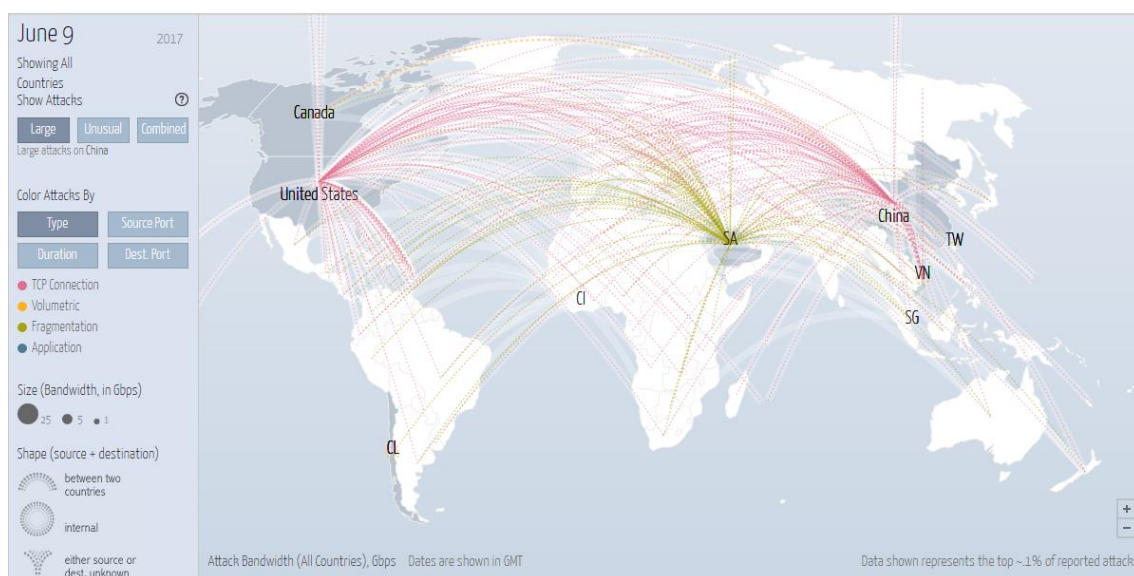 June 9 2017
Showing All
Countries
Show Attacks ?
Large Unusual Combined
Large attacks on China
Color Attacks By
Type Source Port
Duration Dest. Port
TCP Connection
Volumetric
Fragmentation
Application
Size (Bandwidth, in Gbps)
25 5 1
Shape (source + destination)
between two
countries
internal
either source or
dest. unknown
Canada
United States
China
SA
TW
VN
CI
SG
CL
+
−
Attack Bandwidth (All Countries), Gbps Dates are shown in GMT
Data shown represents the top ~.1% of reported attack